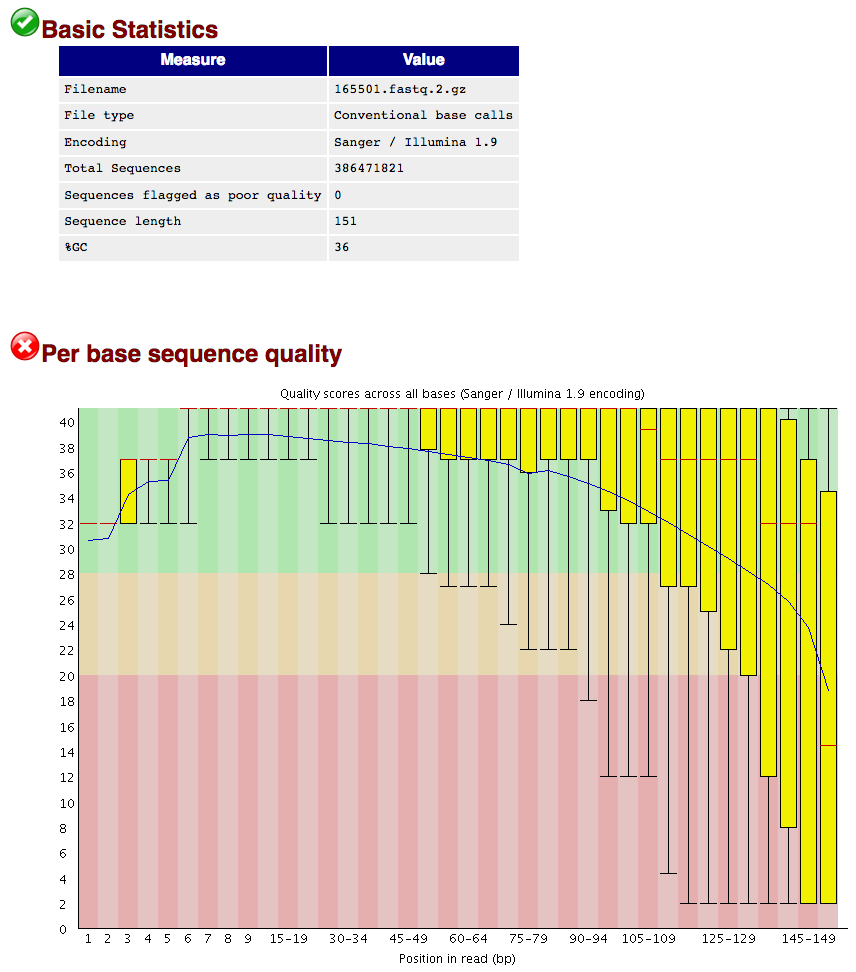 Basic Statistics
Measure Value
Filename 165501.fastq.2.gz
File type Conventional base calls
Encoding Sanger / Illumina 1.9
Total Sequences 386471821
Sequences flagged as poor quality 0
Sequence length 151
%GC 36
Per base sequence quality
Quality scores across all bases (Sanger / Illumina 1.9 encoding)
40
38
36
34
32
30
28
26
24
22
20
18
16
14
12
10
8
6
4
2
0
1 2 3 4 5 6 7 8 9 15-19 30-34 45-49 60-64 75-79 90-94 105-109 125-129 145-149
Position in read (bp)